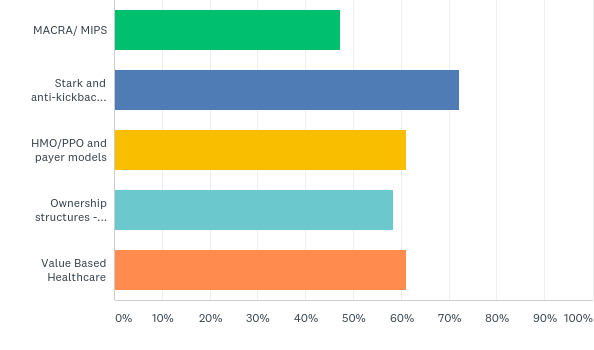 MACRA/ MIPS
Stark and
anti-kickbac...
HMO/PPO and
payer models
Ownership
structures -...
Value Based
Healthcare
0% 10% 20% 30% 40% 50% 60% 70% 80% 90% 100%